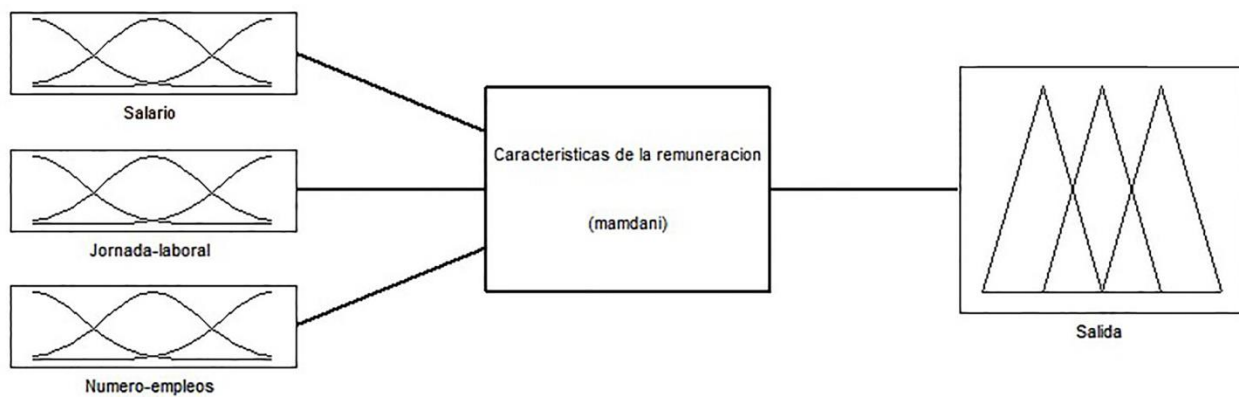 Salario
Jornada-laboral
Numero-empleos
Caracteristicas de la remuneracion
(mamdani)
Salida